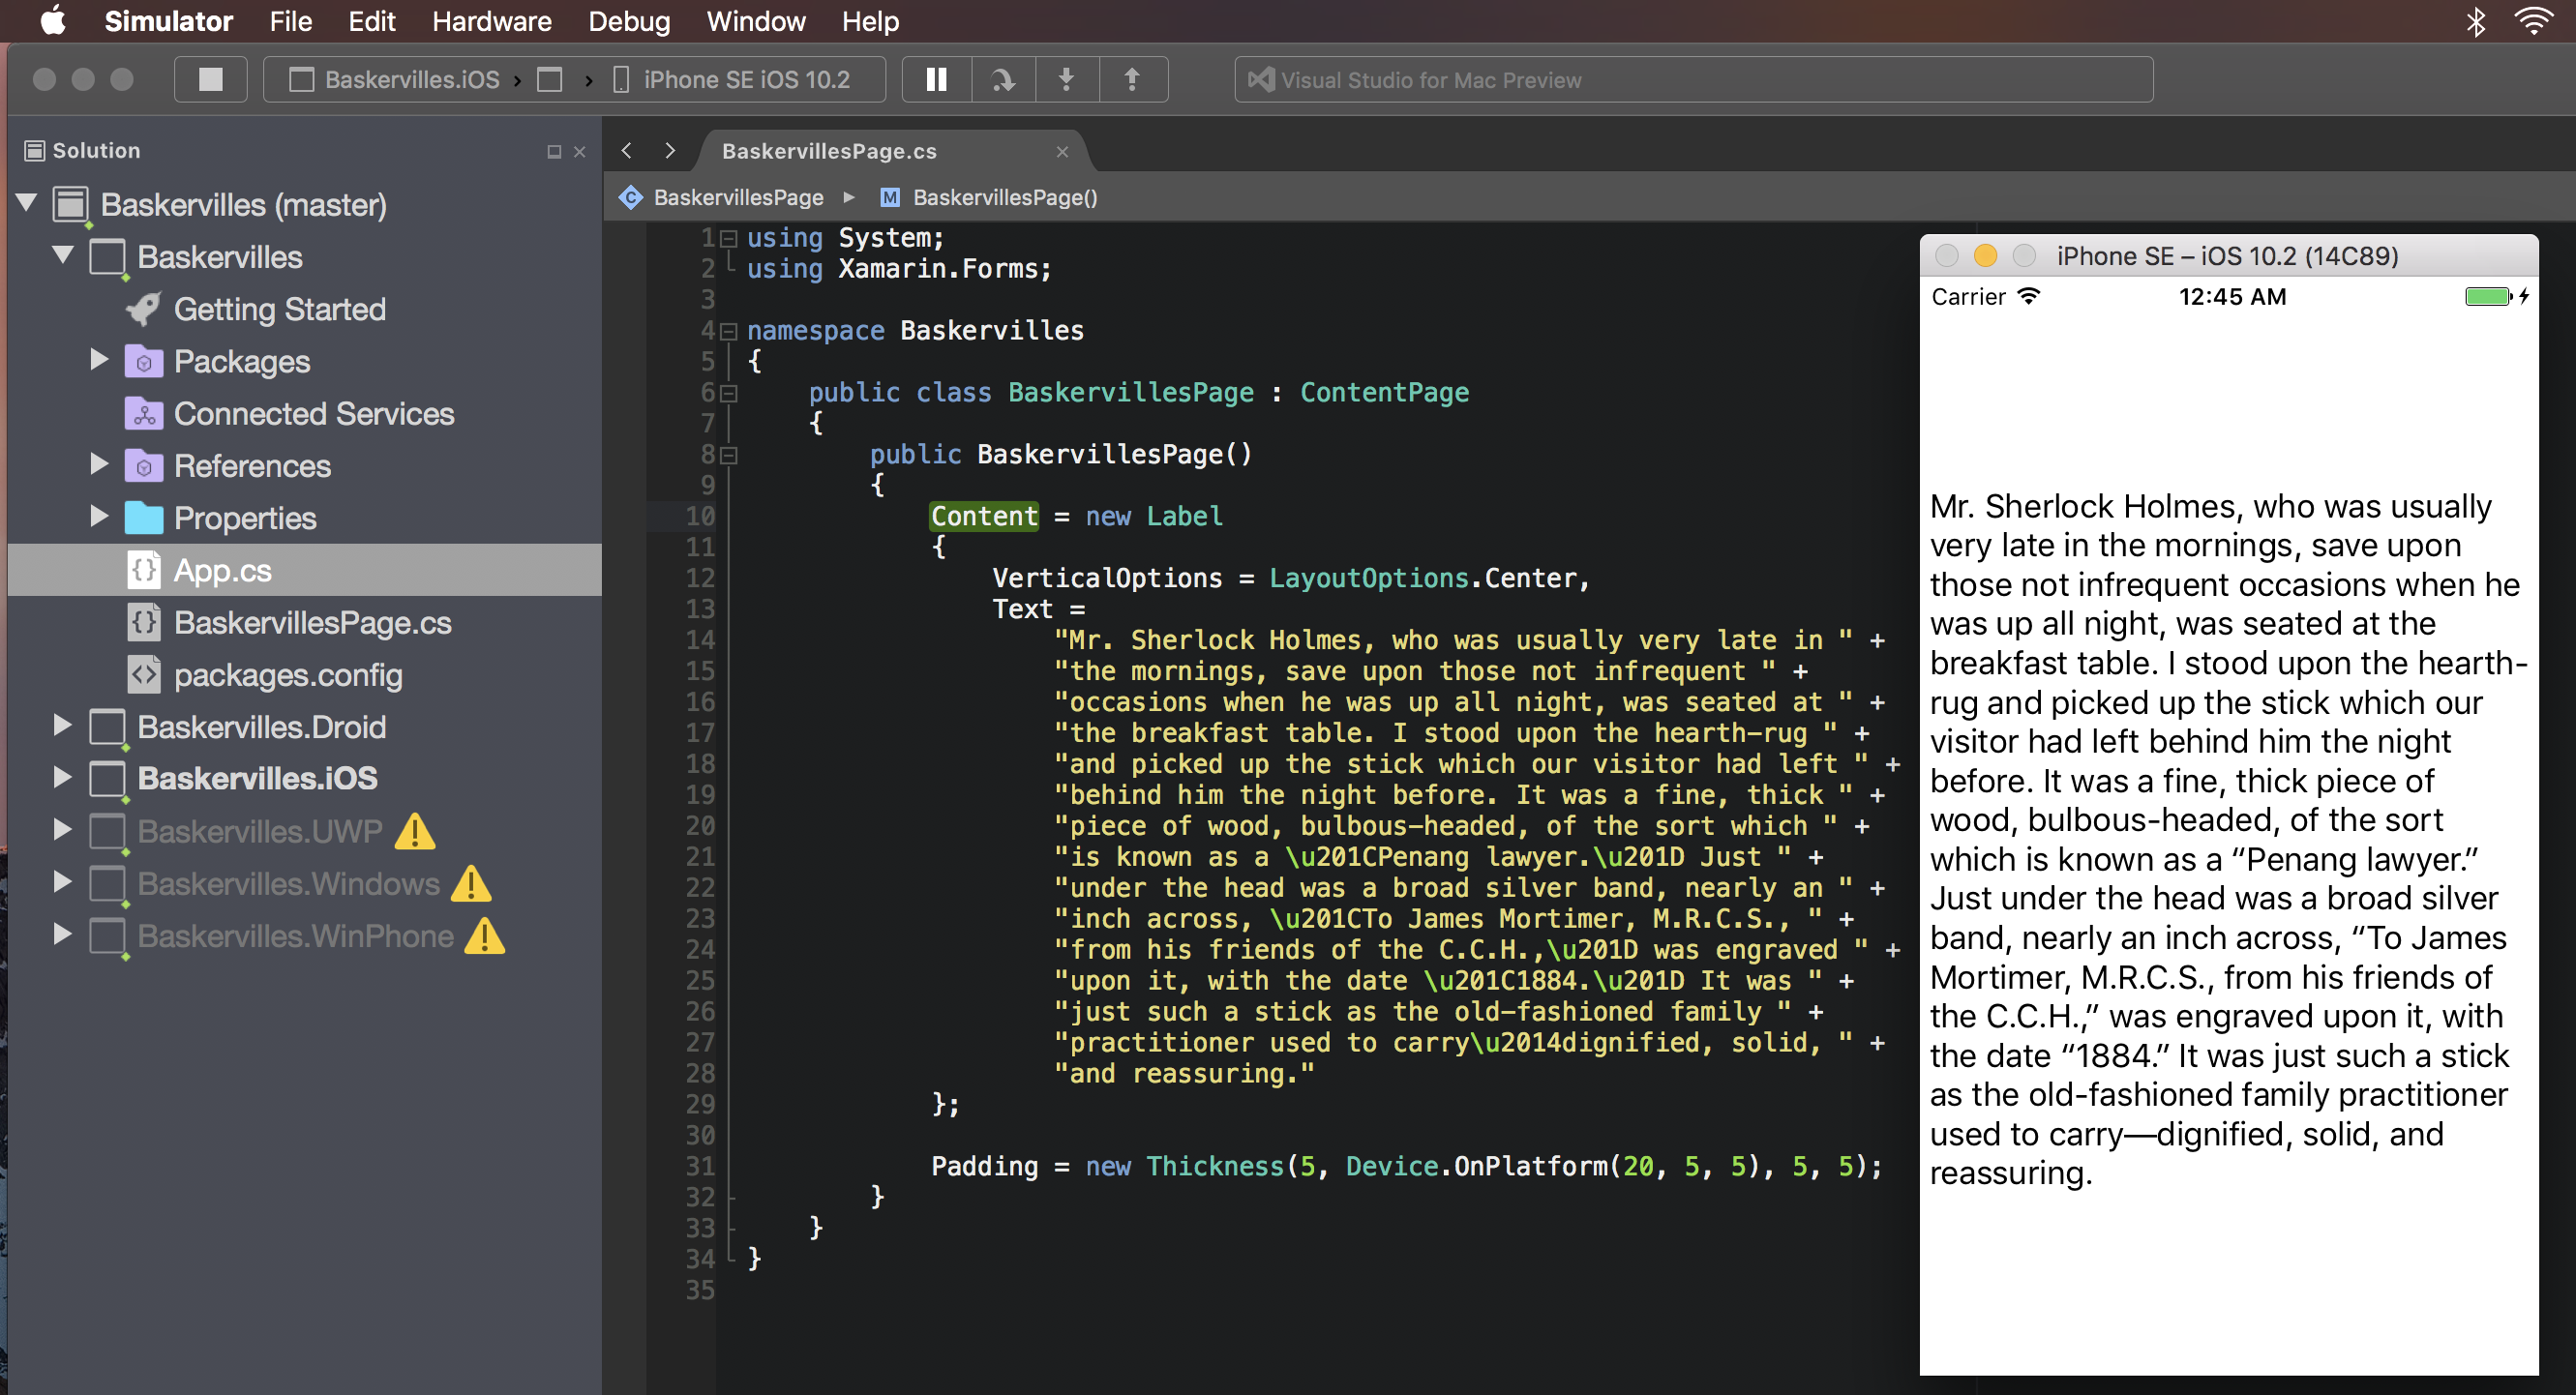 Simulator File Edit Hardware Debug Window Help
Baskervilles.iOS › › iPhone SE iOS 10.2
Visual Studio for Mac Preview
Solution
Baskervilles (master)
Baskervilles
Getting Started
Packages
Connected Services
References
Properties
App.cs
BaskervillesPage.cs
packages.config
Baskervilles.Droid
Baskervilles.iOS
Baskervilles.UWP
Baskervilles.Windows
Baskervilles.WinPhone
BaskervillesPage.cs
BaskervillesPage BaskervillesPage()
1 using System;
2 using Xamarin.Forms;
3
4 namespace Baskervilles
5 {
6 public class BaskervillesPage : ContentPage
7 {
8 public BaskervillesPage()
9 {
10 Content = new Label
11 {
12 VerticalOptions = LayoutOptions.Center,
13 Text =
14 "Mr. Sherlock Holmes, who was usually very late in " +
15 "the mornings, save upon those not infrequent " +
16 "occasions when he was up all night, was seated at " +
17 "the breakfast table. I stood upon the hearth-rug " +
18 "and picked up the stick which our visitor had left " +
19 "behind him the night before. It was a fine, thick " +
20 "piece of wood, bulbous-headed, of the sort which " +
21 "is known as a \u201CPenang lawyer.\u201D Just " +
22 "under the head was a broad silver band, nearly an " +
23 "inch across, \u201CTo James Mortimer, M.R.C.S., " +
24 "from his friends of the C.C.H.,\u201D was engraved " +
25 "upon it, with the date \u201C1884.\u201D It was " +
26 "just such a stick as the old-fashioned family " +
27 "practitioner used to carry\u2014dignified, solid, " +
28 "and reassuring."
29 };
30
31 Padding = new Thickness(5, Device.OnPlatform(20, 5, 5), 5, 5);
32 }
33 }
34 }
35
iPhone SE – iOS 10.2 (14C89)
Carrier 12:45 AM
Mr. Sherlock Holmes, who was usually
very late in the mornings, save upon
those not infrequent occasions when he
was up all night, was seated at the
breakfast table. I stood upon the hearth-
rug and picked up the stick which our
visitor had left behind him the night
before. It was a fine, thick piece of
wood, bulbous-headed, of the sort
which is known as a “Penang lawyer.”
Just under the head was a broad silver
band, nearly an inch across, “To James
Mortimer, M.R.C.S., from his friends of
the C.C.H.,” was engraved upon it, with
the date “1884.” It was just such a stick
as the old-fashioned family practitioner
used to carry—dignified, solid, and
reassuring.